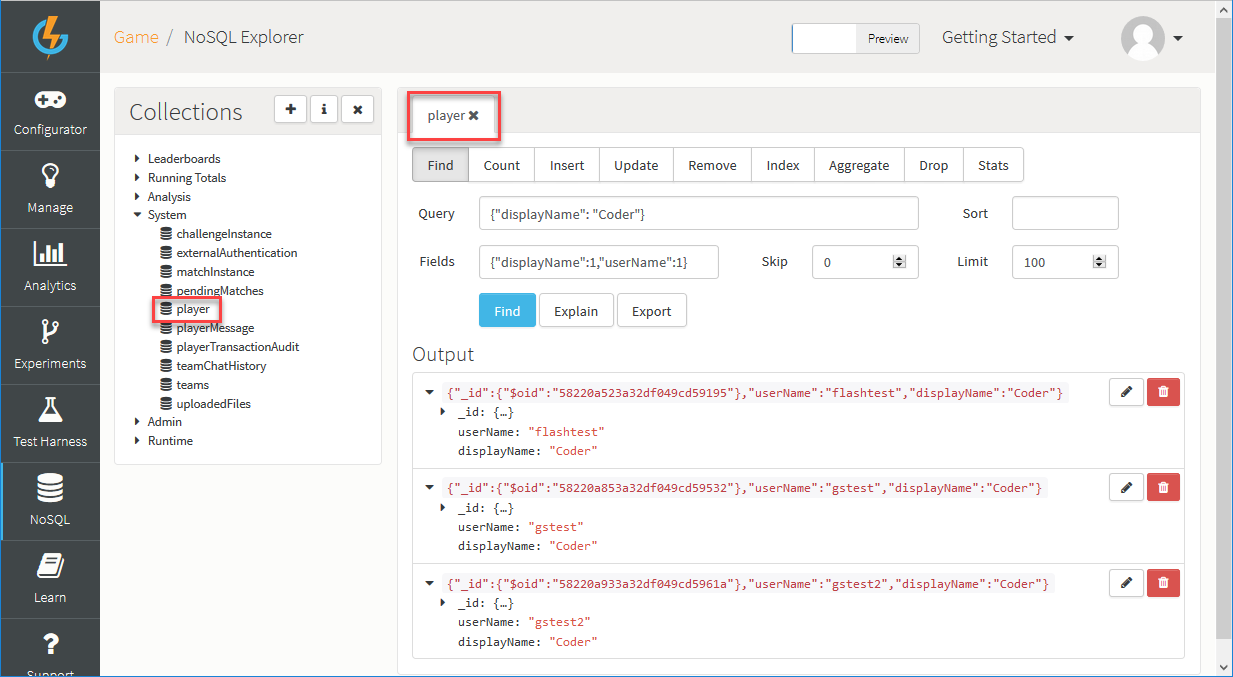 Game / NoSQL Explorer
Preview
Getting Started
Configurator
Manage
Analytics
Experiments
Test Harness
NoSQL
Learn
Support
Collections
Leaderboards
Running Totals
Analysis
System
challengeInstance
externalAuthentication
matchInstance
pendingMatches
player
playerMessage
playerTransactionAudit
teamChatHistory
teams
uploadedFiles
Admin
Runtime
player
Find Count Insert Update Remove Index Aggregate Drop Stats
Query {"displayName": "Coder"} Sort
Fields {"displayName":1,"userName":1} Skip 0 Limit 100
Find Explain Export
Output
{"_id":{"$oid":"58220a523a32df049cd59195"},"userName":"flashtest","displayName":"Coder"}
_id: {…}
userName: "flashtest"
displayName: "Coder"
{"_id":{"$oid":"58220a853a32df049cd59532"},"userName":"gstest","displayName":"Coder"}
_id: {…}
userName: "gstest"
displayName: "Coder"
{"_id":{"$oid":"58220a933a32df049cd5961a"},"userName":"gstest2","displayName":"Coder"}
_id: {…}
userName: "gstest2"
displayName: "Coder"